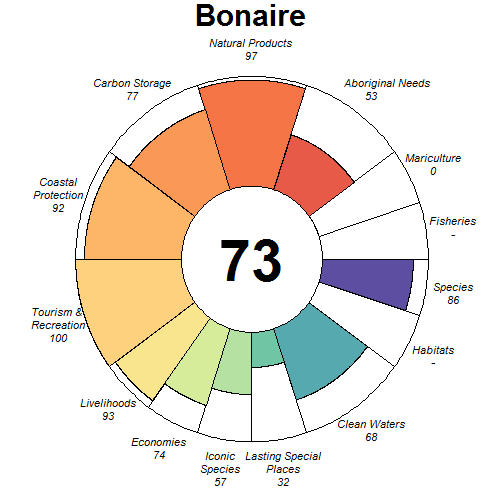 Bonaire
Natural Products
97
Carbon Storage
77
Aboriginal Needs
53
Mariculture
0
Coastal
Protection
92
Fisheries
-
73
Species
86
Tourism &
Recreation
100
Habitats
-
Livelihoods
93
Clean Waters
68
Economies
74
Iconic
Species
57
Lasting Special
Places
32